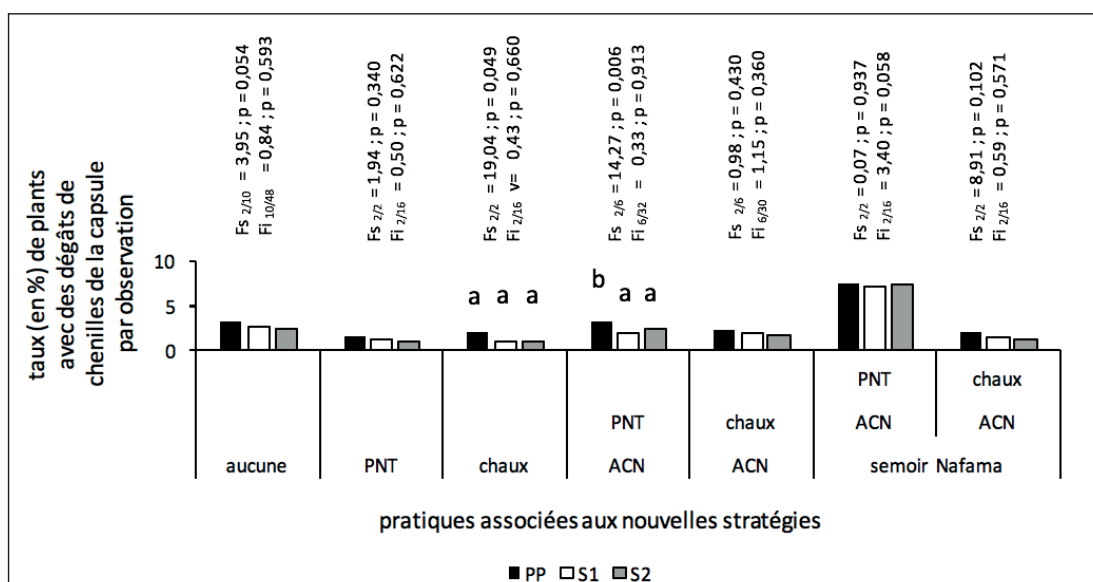 Fs 2/10 = 3,95 ; p = 0,054
Fi 10/48 = 0,84 ; p = 0,593
Fs 2/2 = 1,94 ; p = 0,340
Fi 2/16 = 0,50 ; p = 0,622
Fs 2/2 = 19,04 ; p = 0,049
Fi 2/16 v= 0,43 ; p = 0,660
Fs 2/6 = 14,27 ; p = 0,006
Fi 6/32 = 0,33 ; p = 0,913
Fs 2/6 = 0,98 ; p = 0,430
Fi 6/30 = 1,15 ; p = 0,360
Fs 2/2 = 0,07 ; p = 0,937
Fi 2/16 = 3,40 ; p = 0,058
Fs 2/2 = 8,91 ; p = 0,102
Fi 2/16 = 0,59 ; p = 0,571
taux (en %) de plants
avec des dégâts de
chenilles de la capsule
par observation
10
5
0
a a a
b a a
PNT chaux
PNT chaux ACN ACN
aucune PNT chaux ACN ACN semoir Nafama
pratiques associées aux nouvelles stratégies
PP S1 S2